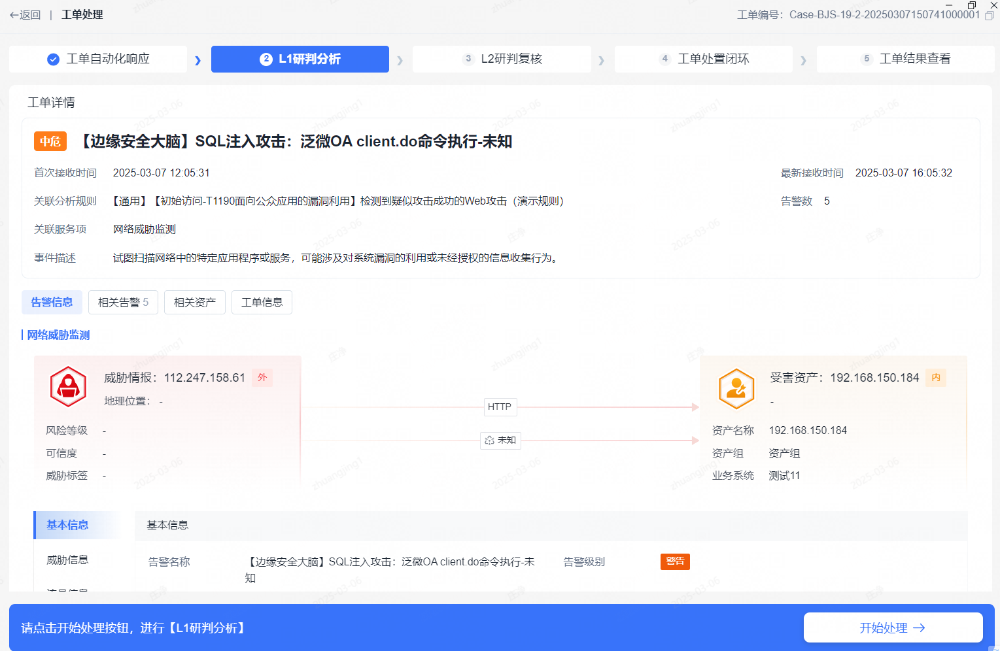 ←返回 | 工单处理
工单编号： Case-BJS-19-2-20250307150741000001
工单自动化响应
2 L1研判分析
3 L2研判复核
4 工单处置闭环
5 工单结果查看
工单详情
中危 【边缘安全大脑】SQL注入攻击：泛微OA client.do命令执行-未知
首次接收时间 2025-03-07 12:05:31
最新接收时间 2025-03-07 16:05:32
关联分析规则 【通用】【初始访问-T1190面向公众应用的漏洞利用】检测到疑似攻击成功的Web攻击（演示规则）
告警数 5
关联服务项 网络威胁监测
事件描述 试图扫描网络中的特定应用程序或服务，可能涉及对系统漏洞的利用或未经授权的信息收集行为。
告警信息 相关告警 5 相关资产 工单信息
网络威胁监测
威胁情报： 112.247.158.61 外
地理位置： -
风险等级 -
可信度 -
威胁标签 -
HTTP
未知
受害资产： 192.168.150.184 内
-
资产名称 192.168.150.184
资产组 资产组
业务系统 测试11
基本信息
威胁信息
基本信息
告警名称 【边缘安全大脑】SQL注入攻击：泛微OA client.do命令执行-未
知
告警级别 警告
请点击开始处理按钮，进行【L1研判分析】
开始处理 →
zhuangjing1
2025-03-06
庄净